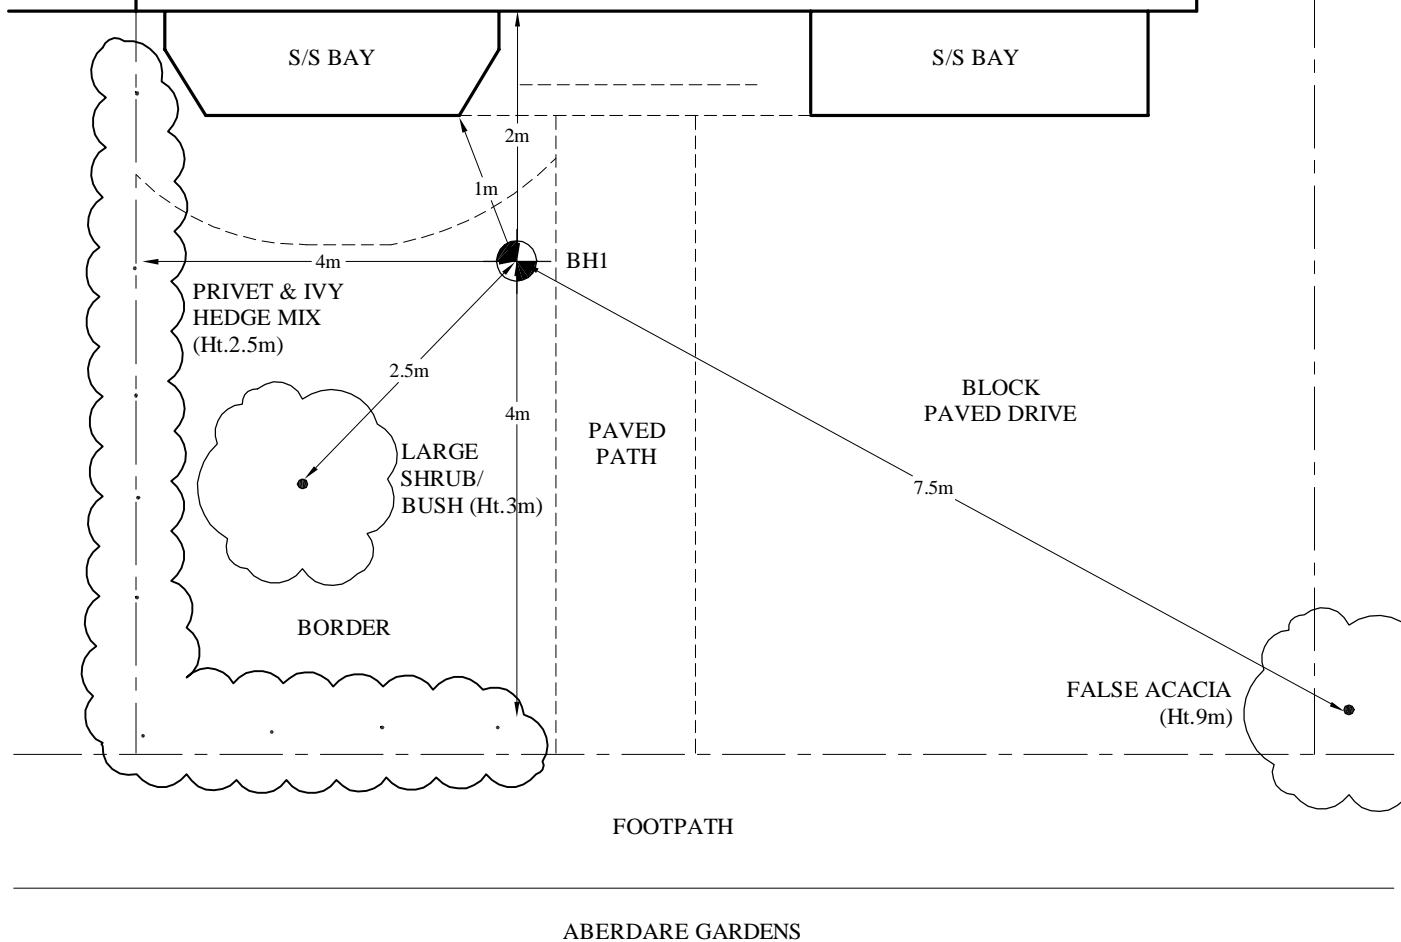 S/S BAY
S/S BAY
2m
1m
4m
BH1
PRIVET & IVY
HEDGE MIX
(Ht.2.5m)
2.5m
4m
BLOCK
PAVED DRIVE
PAVED
PATH
LARGE
SHRUB/
BUSH (Ht.3m)
7.5m
BORDER
FALSE ACACIA
(Ht.9m)
FOOTPATH
ABERDARE GARDENS